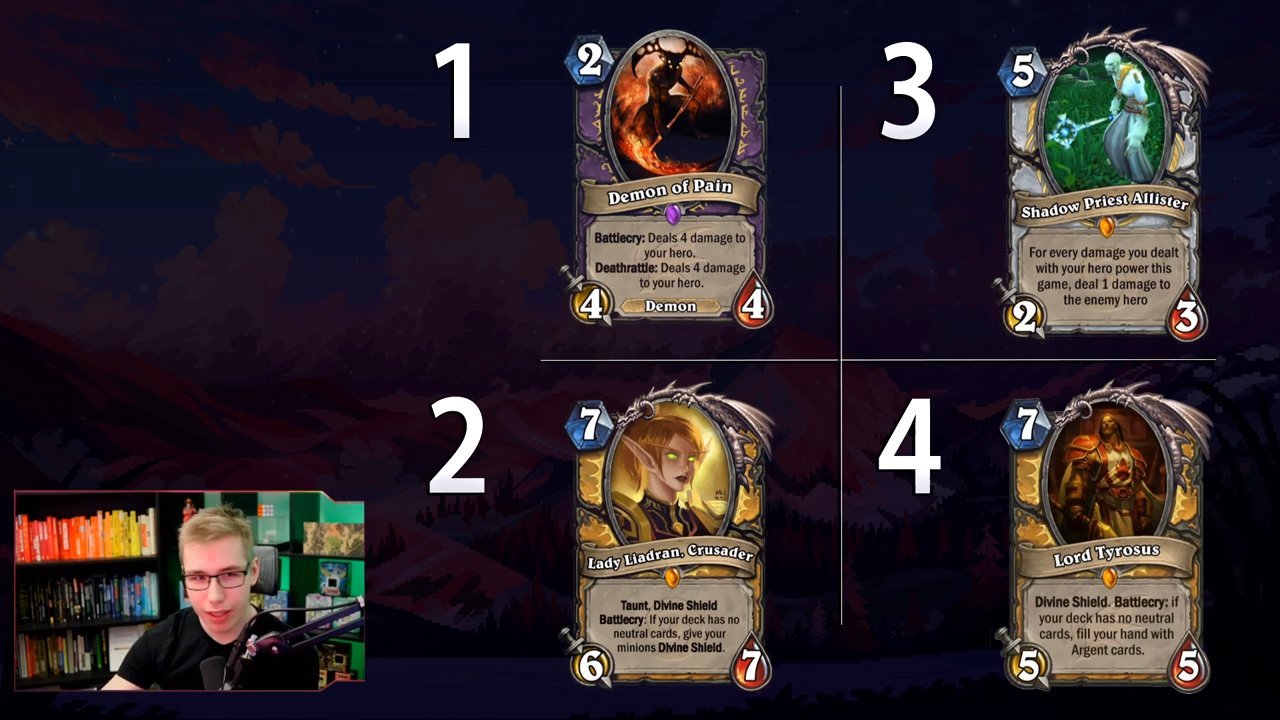 1
2
Demon of Pain
Battlecry: Deals 4 damage to
your hero.
Deathrattle: Deals 4 damage
to your hero.
4
Demon
4
3
5
Shadow Priest Allister
For every damage you dealt
with your hero power this
game, deal 1 damage to
the enemy hero
2
3
2
7
Lady Liadran, Crusader
Taunt, Divine Shield
Battlecry: If your deck has no
neutral cards, give your
minions Divine Shield.
6
7
4
7
Lord Tyrosus
Divine Shield. Battlecry: if
your deck has no neutral
cards, fill your hand with
Argent cards.
5
5